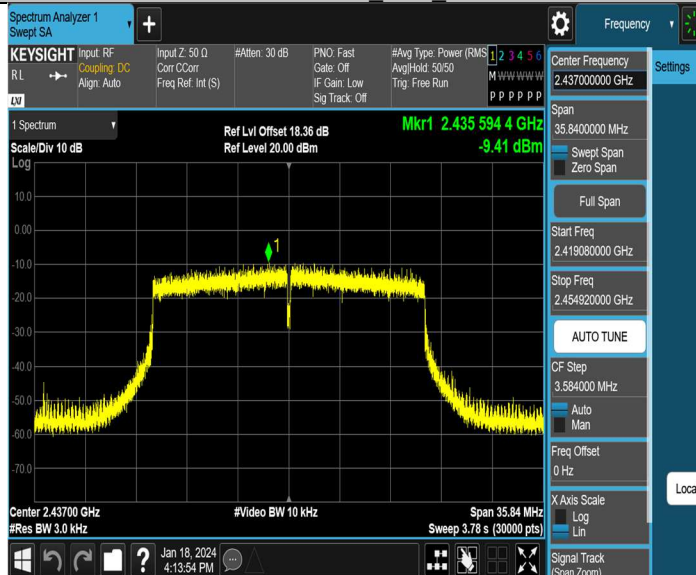 Spectrum Analyzer 1
Swept SA
Frequency
KEYSIGHT
RL
LXI
Input: RF
Coupling: DC
Align: Auto
Input Z: 50 Ω
Corr CCorr
Freq Ref: Int (S)
#Atten: 30 dB
PNO: Fast
Gate: Off
IF Gain: Low
Sig Track: Off
#Avg Type: Power (RMS
Avg|Hold: 50/50
Trig: Free Run
1 2 3 4 5 6
M W W W W W
P P P P P P
1 Spectrum
Scale/Div 10 dB
Log
Ref Lvl Offset 18.36 dB
Ref Level 20.00 dBm
Mkr1 2.435 594 4 GHz
-9.41 dBm
10.0
0.00
-10.0
-20.0
-30.0
-40.0
-50.0
-60.0
-70.0
1
Center 2.43700 GHz
#Res BW 3.0 kHz
#Video BW 10 kHz
Span 35.84 MHz
Sweep 3.78 s (30000 pts)
?
Jan 18, 2024
4:13:54 PM
Center Frequency
2.437000000 GHz
Settings
Span
35.8400000 MHz
Swept Span
Zero Span
Full Span
Start Freq
2.419080000 GHz
Stop Freq
2.454920000 GHz
AUTO TUNE
CF Step
3.584000 MHz
Auto
Man
Freq Offset
0 Hz
X Axis Scale
Log
Lin
Loca
Signal Track
(Span Zoom)